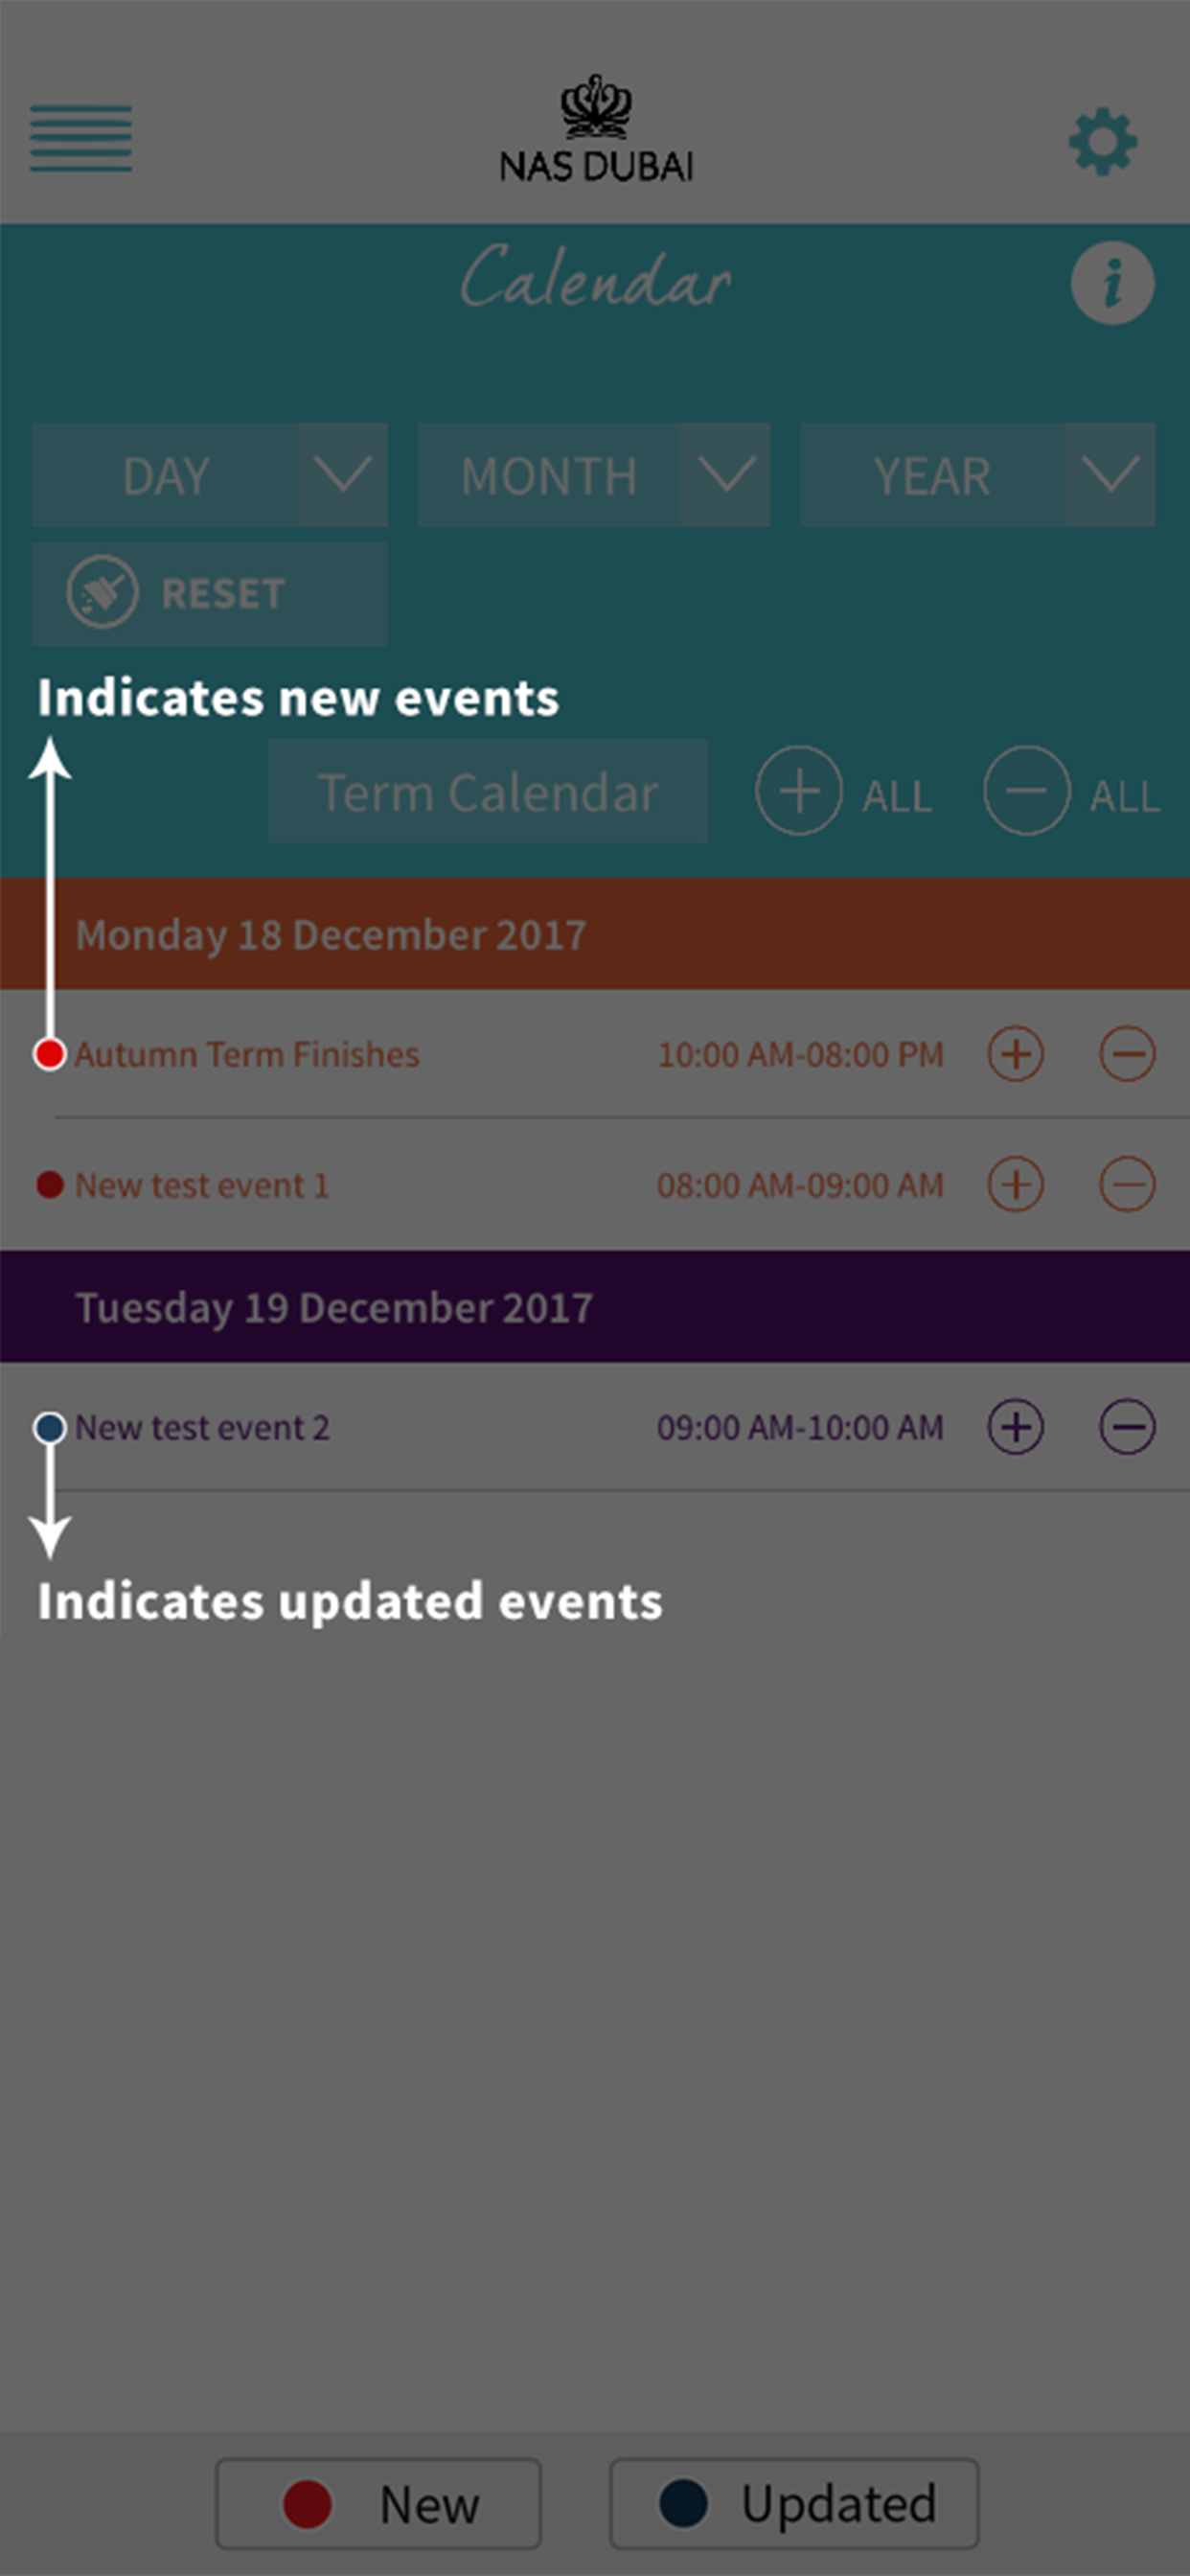 NAS DUBAI
Calendar
i
DAY MONTH YEAR
RESET
Indicates new events
Term Calendar ALL ALL
Monday 18 December 2017
Autumn Term Finishes 10:00 AM-08:00 PM
New test event 1 08:00 AM-09:00 AM
Tuesday 19 December 2017
New test event 2 09:00 AM-10:00 AM
Indicates updated events
New Updated